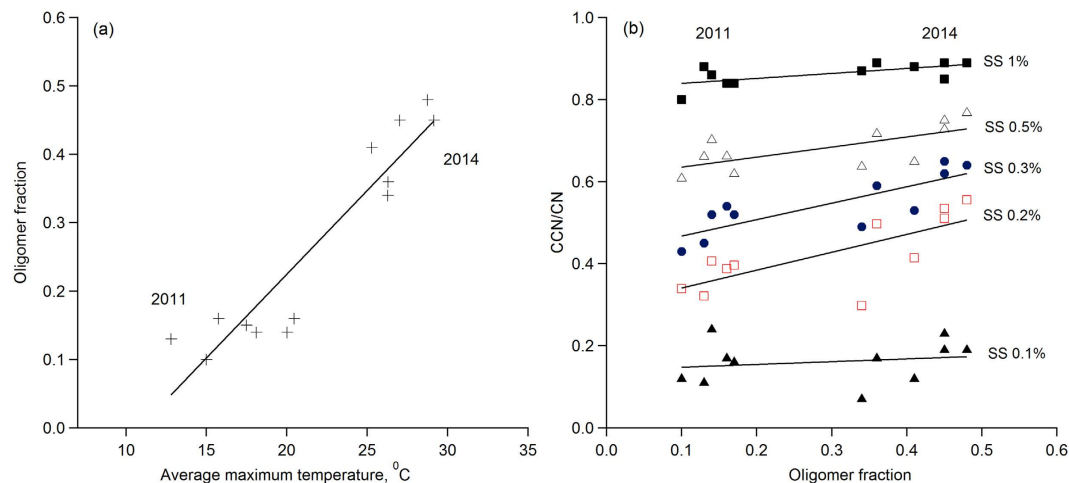 (a)
0.6
0.5
0.4
0.3
0.2
0.1
0.0
Oligomer fraction
2011
2014
10
15
20
25
30
35
Average maximum temperature, ⁰C
(b)
1.0
0.8
0.6
0.4
0.2
0.0
CCN/CN
2011
2014
SS 1%
SS 0.5%
SS 0.3%
SS 0.2%
SS 0.1%
0.0
0.1
0.2
0.3
0.4
0.5
0.6
Oligomer fraction